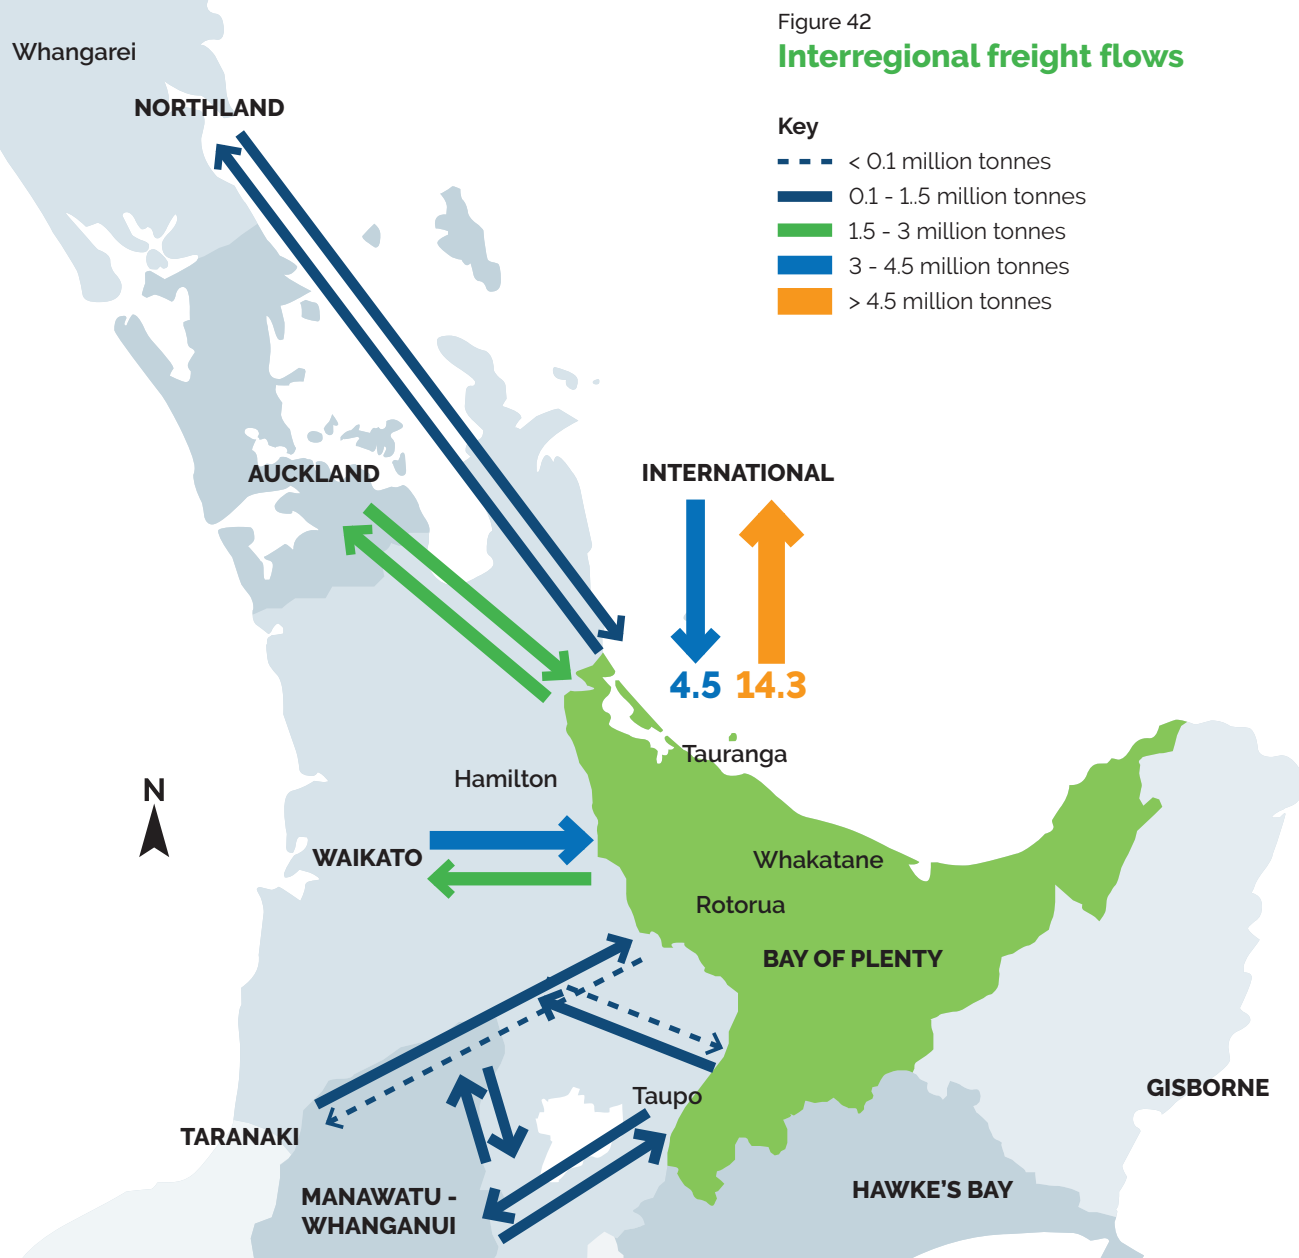 Figure 42
Interregional freight flows
Key
< 0.1 million tonnes
0.1 - 1..5 million tonnes
1.5 - 3 million tonnes
3 - 4.5 million tonnes
> 4.5 million tonnes
Whangarei
NORTHLAND
AUCKLAND
INTERNATIONAL
4.5 14.3
Tauranga
Hamilton
N
WAIKATO
Whakatane
Rotorua
BAY OF PLENTY
Taupo
GISBORNE
TARANAKI
HAWKE'S BAY
MANAWATU -
WHANGANUI